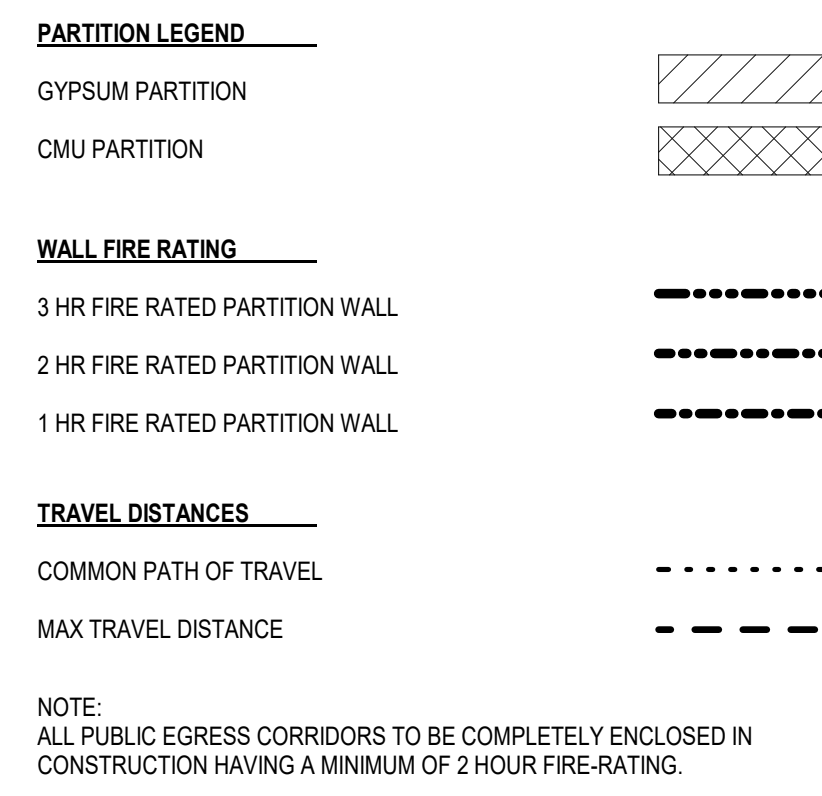 PARTITION LEGEND
GYPSUM PARTITION
CMU PARTITION
WALL FIRE RATING
3 HR FIRE RATED PARTITION WALL
2 HR FIRE RATED PARTITION WALL
1 HR FIRE RATED PARTITION WALL
TRAVEL DISTANCES
COMMON PATH OF TRAVEL
MAX TRAVEL DISTANCE
NOTE:
ALL PUBLIC EGRESS CORRIDORS TO BE COMPLETELY ENCLOSED IN
CONSTRUCTION HAVING A MINIMUM OF 2 HOUR FIRE-RATING.